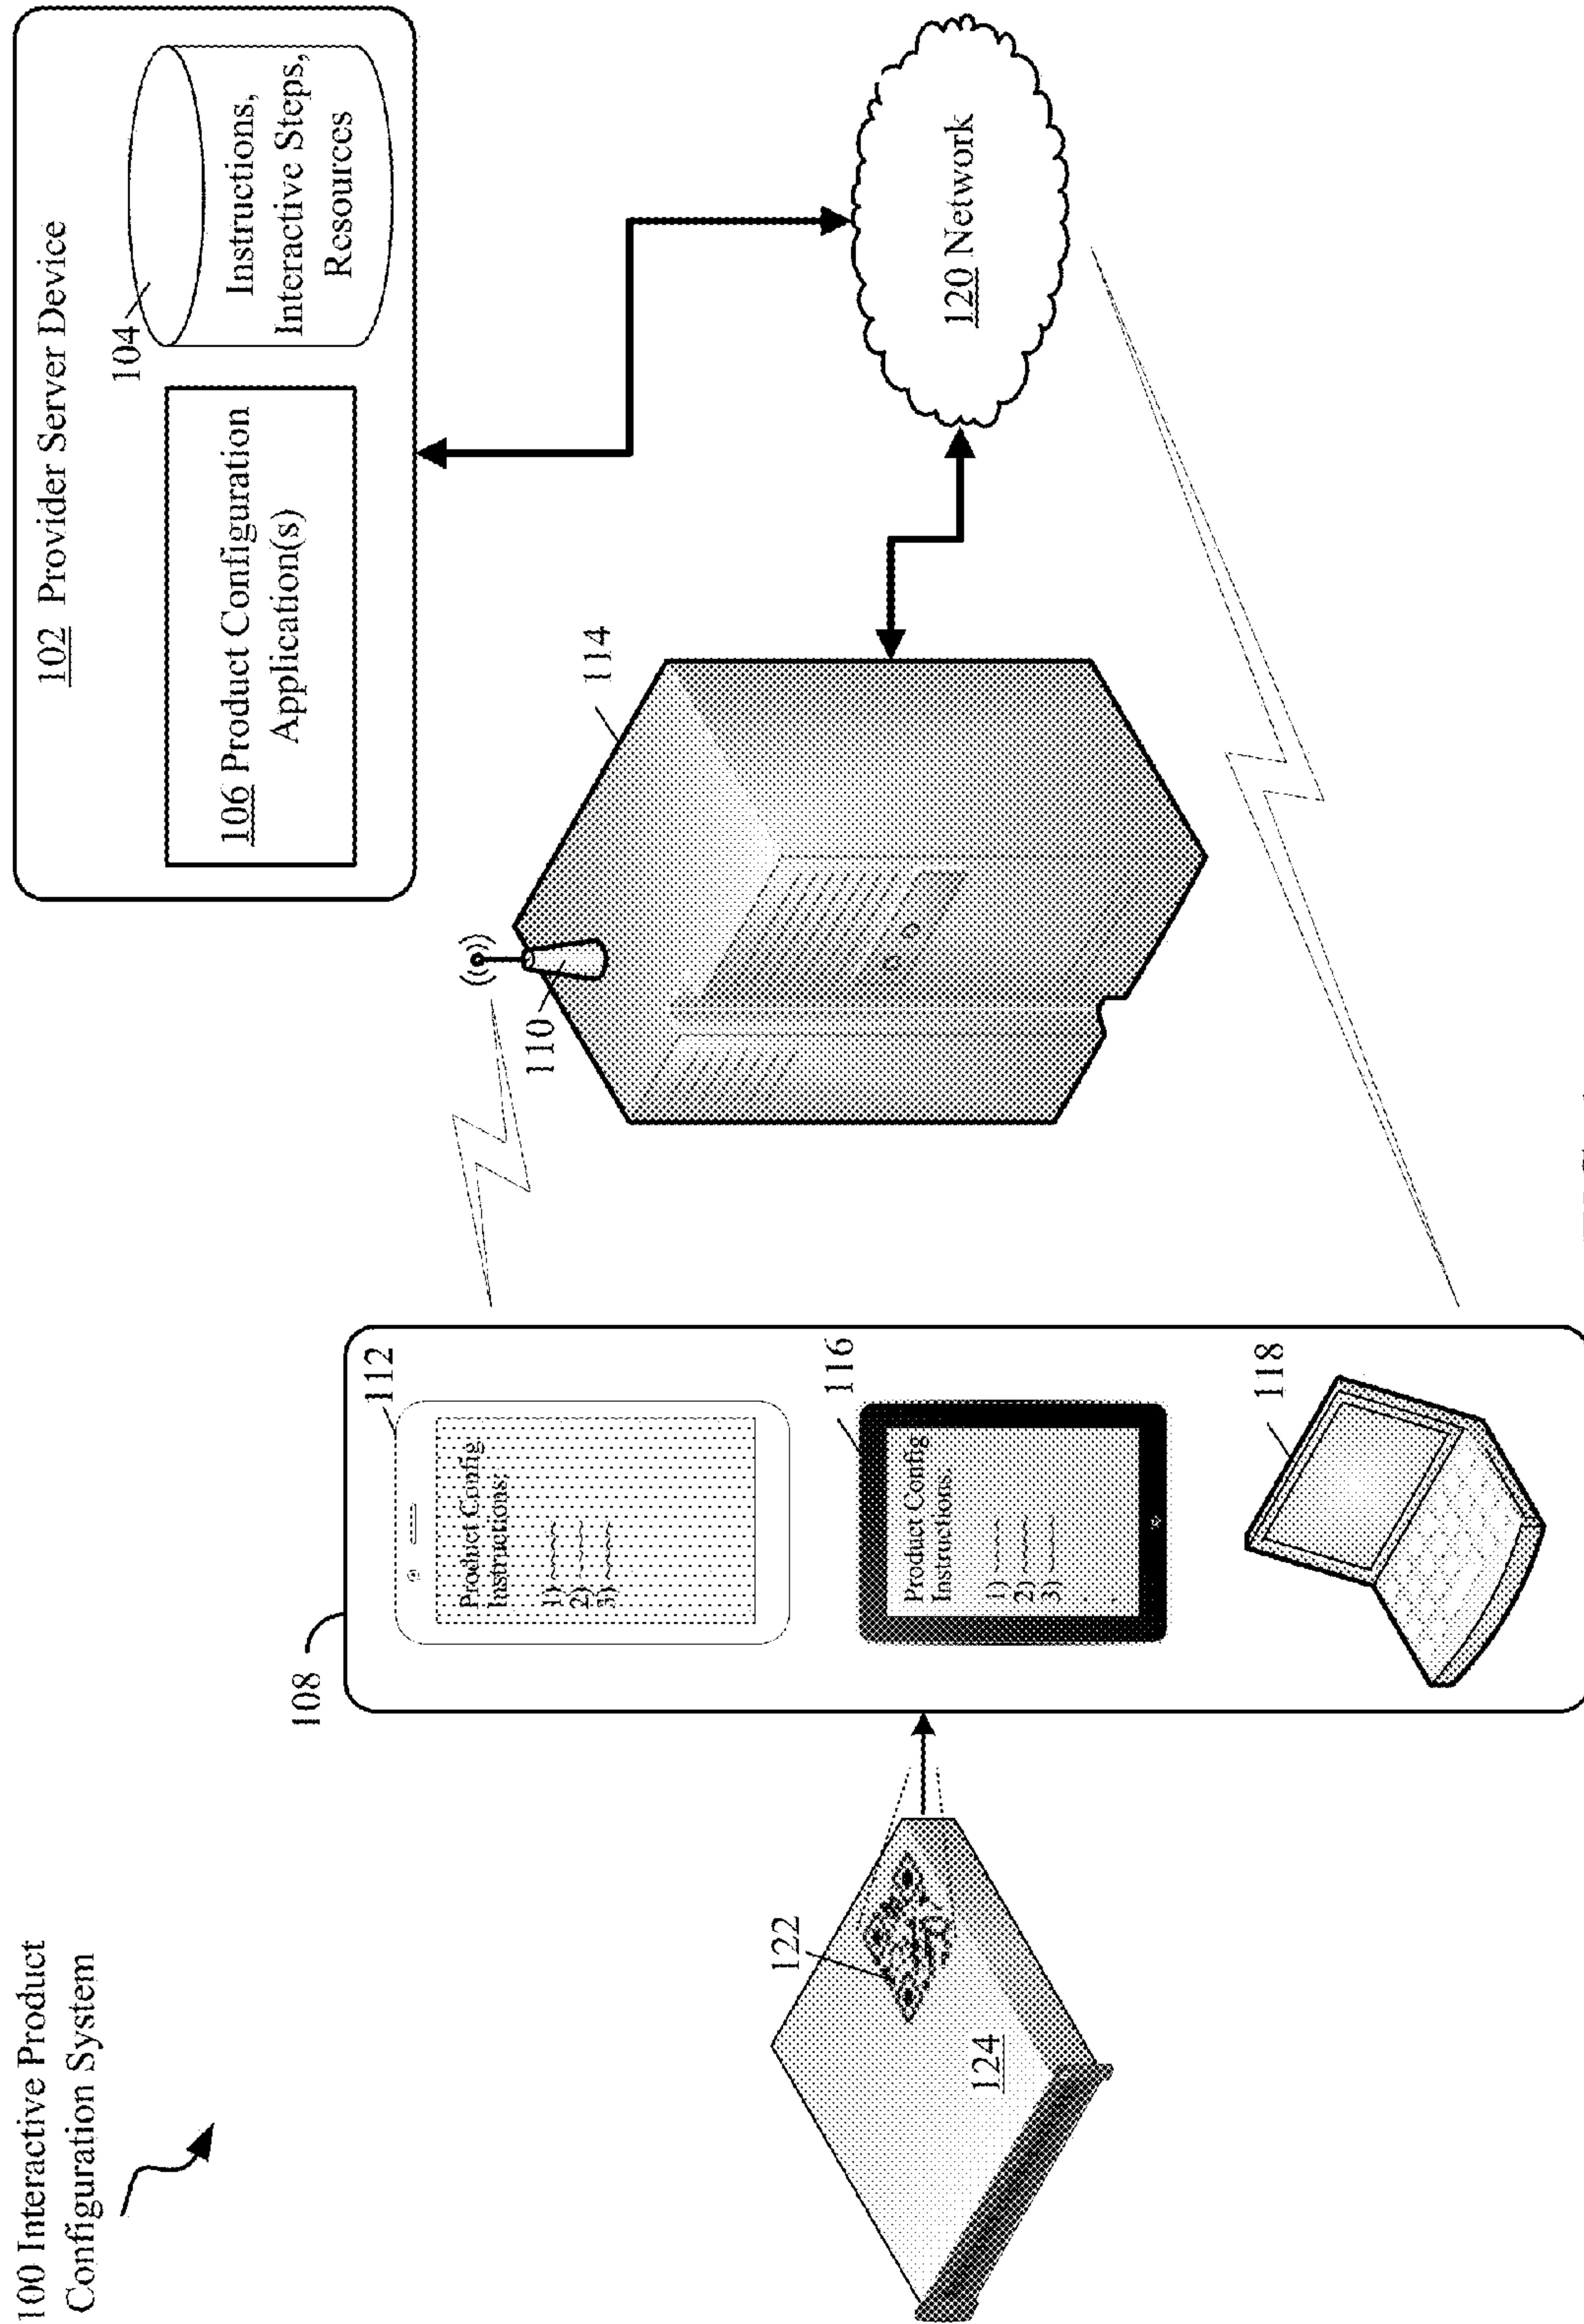 100 Interactive Product
Configuration System
102 Provider Server Device
104
106 Product Configuration
Application(s)
Instructions,
Interactive Steps,
Resources
108
112
Product Config.
Instructions:
1)
2)
3)
116
Product Config
Instructions:
1)
2)
3)
118
110
114
120 Network
122
124